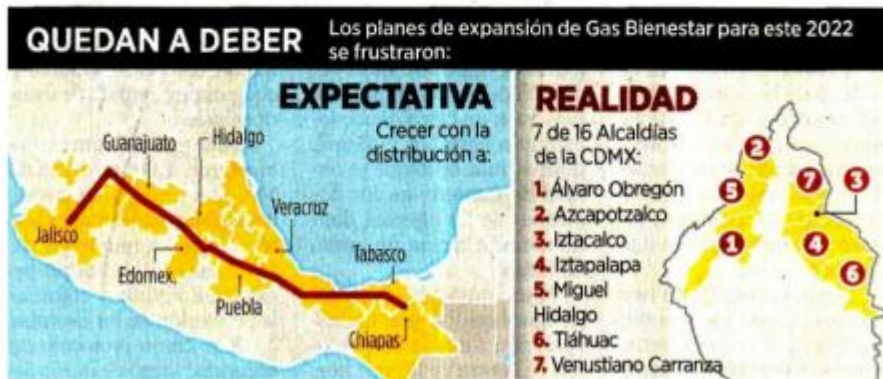 QUEDAN A DEBER
Los planes de expansión de Gas Bienestar para este 2022
se frustraron:
EXPECTATIVA
Crecer con la
distribución a:
Guanajuato
Hidalgo
Veracruz
Jalisco
Tabasco
Edomex.
Puebla
Chiapas
REALIDAD
7 de 16 Alcaldías
de la CDMX:
1. Álvaro Obregón
2. Azcapotzalco
3. Iztacalco
4. Iztapalapa
5. Miguel
Hidalgo
6. Tláhuac
7. Venustiano Carranza
2
7
3
5
1
4
6